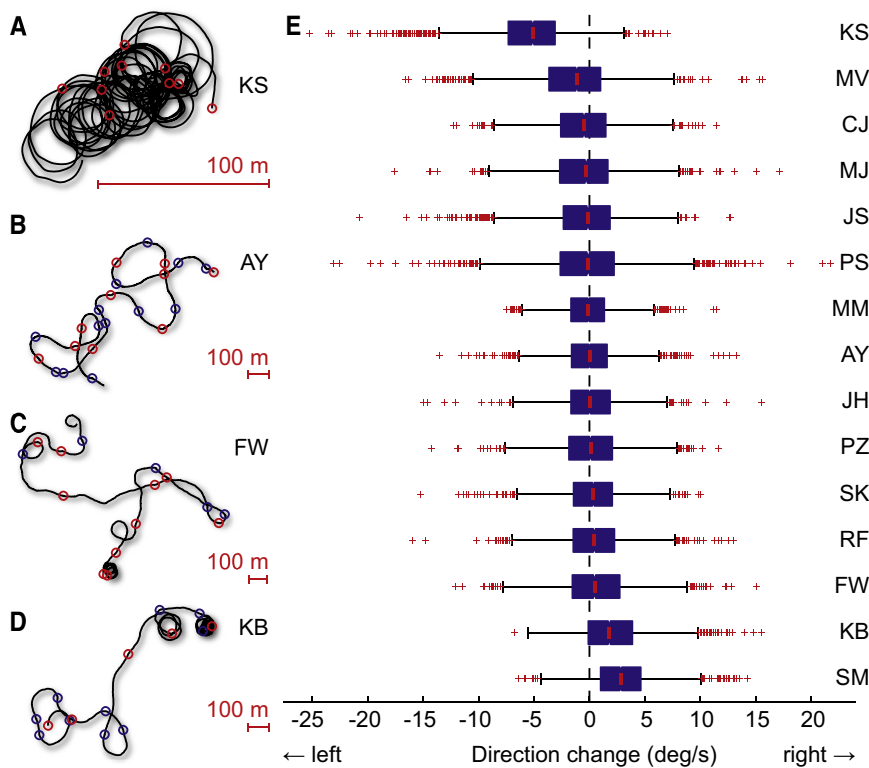 A
KS
100 m
B
AY
100 m
C
FW
100 m
D
KB
100 m
E
KS
MV
CJ
MJ
JS
PS
MM
AY
JH
PZ
SK
RF
FW
KB
SM
-25 -20 -15 -10 -5 0 5 10 15 20
← left Direction change (deg/s) right →